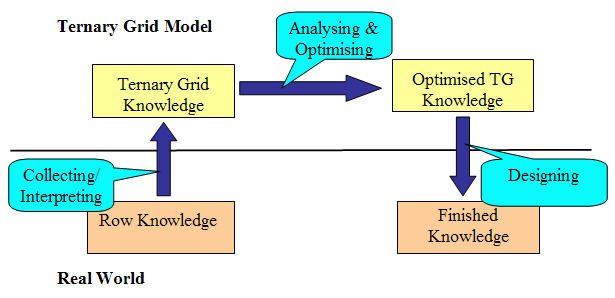 Ternary Grid Model
Analysing &
Optimising
Ternary Grid
Knowledge
Optimised TG
Knowledge
Collecting/
Interpreting
Designing
Row Knowledge
Finished
Knowledge
Real World